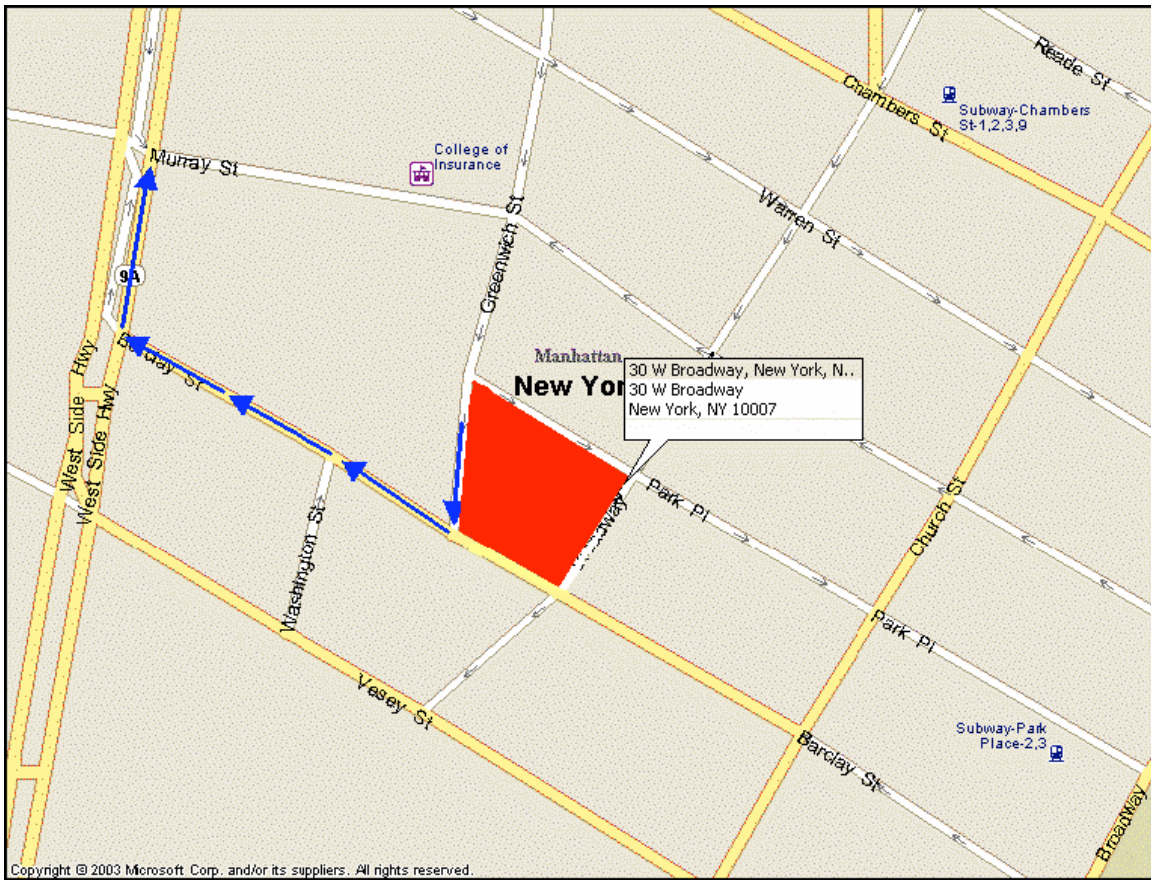 Reade St
Chambers St
Subway-Chambers
St-1,2,3,9
Murray St
College of
Insurance
Warren St
Greenwich St
9A
Manhattan
30 W Broadway, New York, N..
New Yor
30 W Broadway
New York, NY 10007
Barclay St
West Side Hwy
West Side Hwy
Park Pl
Church St
Washington St
Park Pl
Vesey St
Subway-Park
Place-2,3
Barclay St
Broadway
Copyright © 2003 Microsoft Corp. and/or its suppliers. All rights reserved.